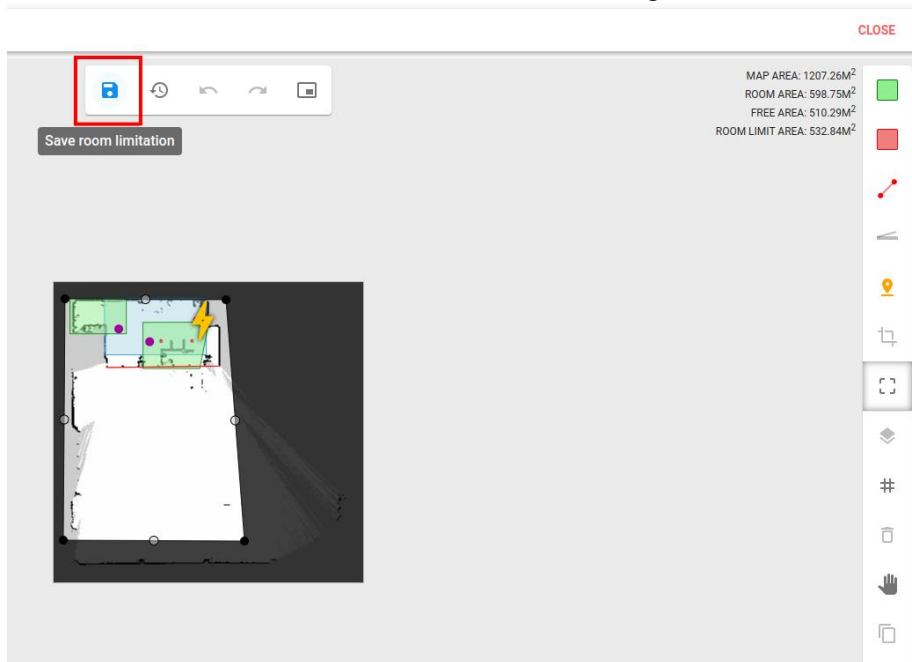 CLOSE
MAP AREA: 1207.26M²
ROOM AREA: 598.75M²
FREE AREA: 510.29M²
ROOM LIMIT AREA: 532.84M²
Save room limitation